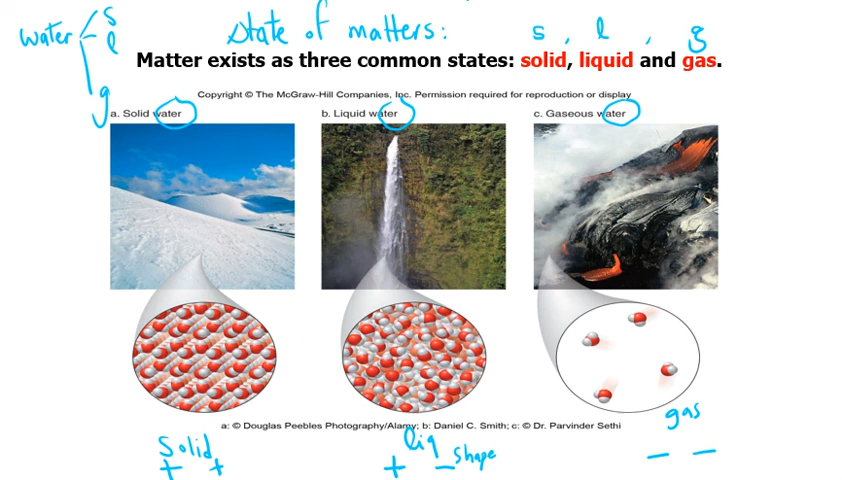 water s l g
state of matters: s, l, g
Matter exists as three common states: solid, liquid and gas.
Copyright © The McGraw-Hill Companies, Inc. Permission required for reproduction or display
a. Solid water b. Liquid water c. Gaseous water
a: © Douglas Peebles Photography/Alamy; b: Daniel C. Smith; c: © Dr. Parvinder Sethi
Solid liq gas
+ + + - shape - -